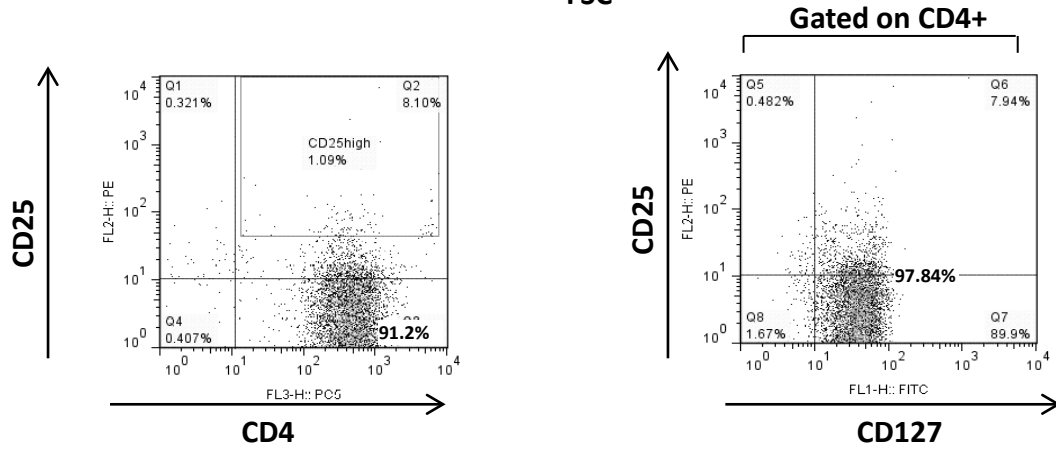 Gated on CD4+
CD25
FL2-H:: PE
10^4
10^3
10^2
10^1
10^0
Q1
0.321%
Q2
8.10%
CD25high
1.09%
Q4
0.407%
91.2%
10^0 10^1 10^2 10^3 10^4
FL3-H:: PC5
CD4
CD25
FL2-H:: PE
10^4
10^3
10^2
10^1
10^0
Q5
0.482%
Q6
7.94%
97.84%
Q8
1.67%
Q7
89.9%
10^0 10^1 10^2 10^3 10^4
FL1-H:: FITC
CD127